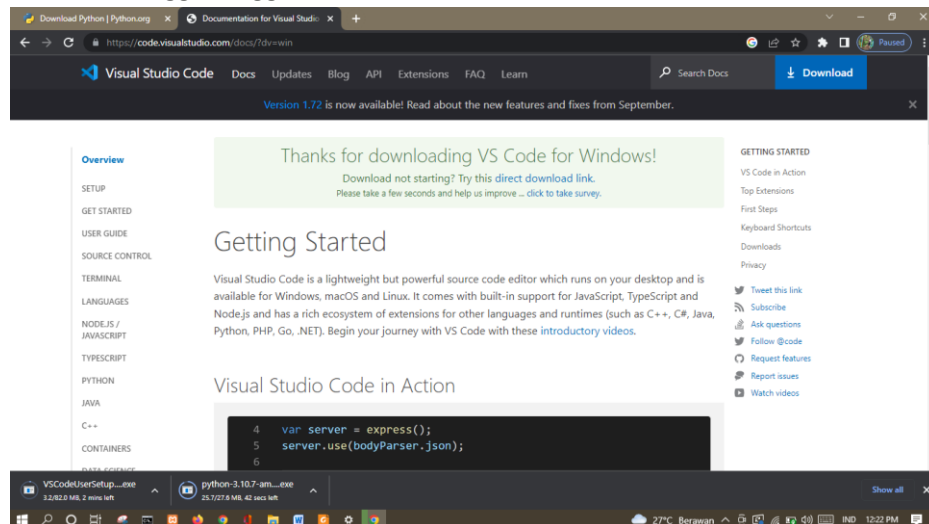 Download Python | Python.org
Documentation for Visual Studio
https://code.visualstudio.com/docs/?dv=win
Paused
Visual Studio Code
Docs
Updates
Blog
API
Extensions
FAQ
Learn
Search Docs
Download
Version 1.72 is now available! Read about the new features and fixes from September.
Overview
SETUP
GET STARTED
USER GUIDE
SOURCE CONTROL
TERMINAL
LANGUAGES
NODE.JS /
JAVASCRIPT
TYPESCRIPT
PYTHON
JAVA
C++
CONTAINERS
DATA SCIENCE
Thanks for downloading VS Code for Windows!
Download not starting? Try this direct download link.
Please take a few seconds and help us improve ... click to take survey.
Getting Started
Visual Studio Code is a lightweight but powerful source code editor which runs on your desktop and is
available for Windows, macOS and Linux. It comes with built-in support for JavaScript, TypeScript and
Node.js and has a rich ecosystem of extensions for other languages and runtimes (such as C++, C#, Java,
Python, PHP, Go, .NET). Begin your journey with VS Code with these introductory videos.
Visual Studio Code in Action
4 var server = express();
5 server.use(bodyParser.json);
6
GETTING STARTED
VS Code in Action
Top Extensions
First Steps
Keyboard Shortcuts
Downloads
Privacy
Tweet this link
Subscribe
Ask questions
Follow @code
Request features
Report issues
Watch videos
VSCodeUserSetup....exe
3.2/82.0 MB, 2 mins left
python-3.10.7-am....exe
25.7/27.6 MB, 42 secs left
Show all
27°C Berawan
IND
12:22 PM